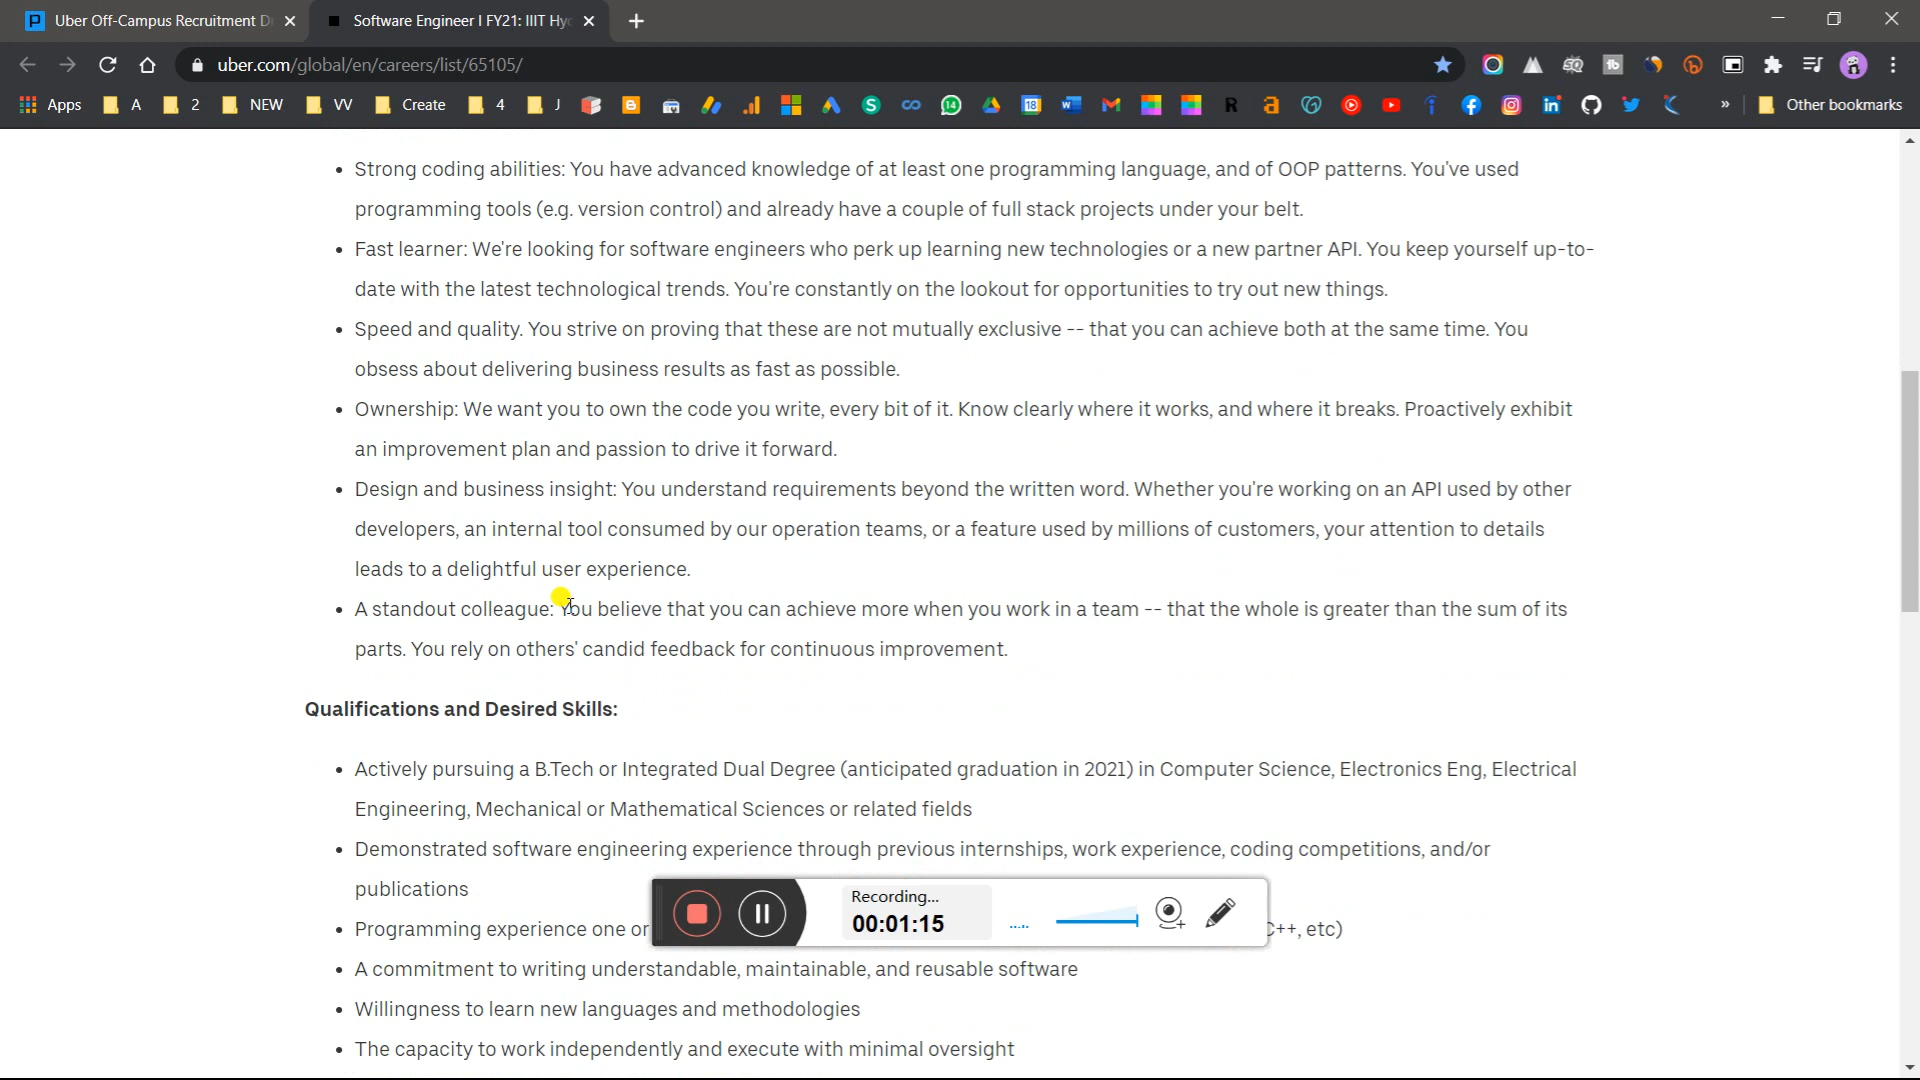 Uber Off-Campus Recruitment D
Software Engineer I FY21: IIIT Hy
uber.com/global/en/careers/list/65105/
Apps A 2 NEW VV Create 4 J Other bookmarks
• Strong coding abilities: You have advanced knowledge of at least one programming language, and of OOP patterns. You've used
programming tools (e.g. version control) and already have a couple of full stack projects under your belt.
• Fast learner: We're looking for software engineers who perk up learning new technologies or a new partner API. You keep yourself up-to-
date with the latest technological trends. You're constantly on the lookout for opportunities to try out new things.
• Speed and quality. You strive on proving that these are not mutually exclusive -- that you can achieve both at the same time. You
obsess about delivering business results as fast as possible.
• Ownership: We want you to own the code you write, every bit of it. Know clearly where it works, and where it breaks. Proactively exhibit
an improvement plan and passion to drive it forward.
• Design and business insight: You understand requirements beyond the written word. Whether you're working on an API used by other
developers, an internal tool consumed by our operation teams, or a feature used by millions of customers, your attention to details
leads to a delightful user experience.
• A standout colleague: You believe that you can achieve more when you work in a team -- that the whole is greater than the sum of its
parts. You rely on others' candid feedback for continuous improvement.
Qualifications and Desired Skills:
• Actively pursuing a B.Tech or Integrated Dual Degree (anticipated graduation in 2021) in Computer Science, Electronics Eng, Electrical
Engineering, Mechanical or Mathematical Sciences or related fields
• Demonstrated software engineering experience through previous internships, work experience, coding competitions, and/or
publications
Recording...
00:01:15
• Programming experience one or C++, etc)
• A commitment to writing understandable, maintainable, and reusable software
• Willingness to learn new languages and methodologies
• The capacity to work independently and execute with minimal oversight